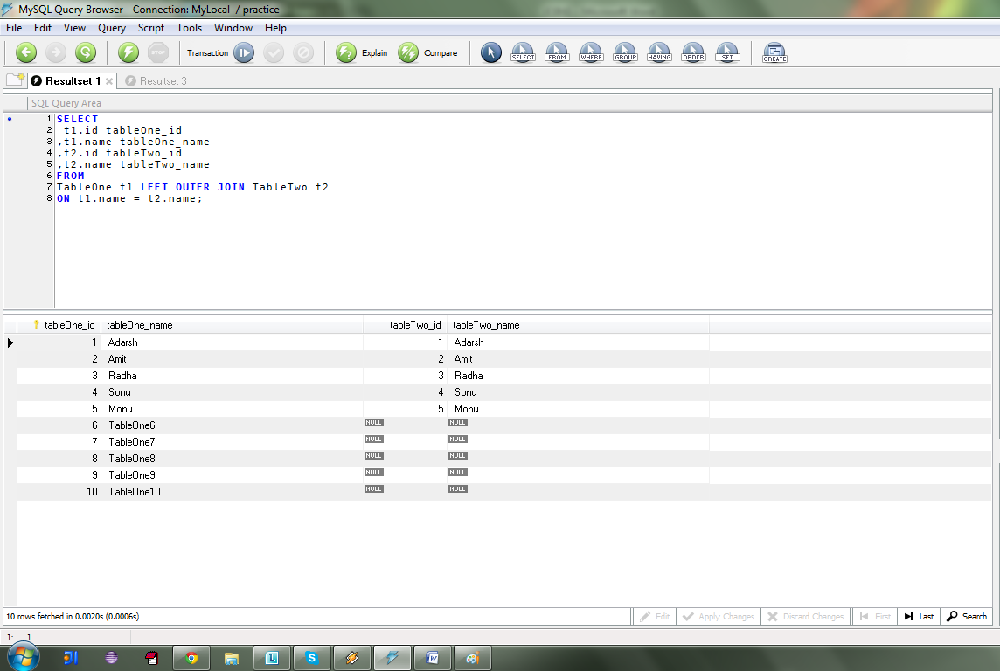 MySQL Query Browser - Connection: MyLocal / practice
File Edit View Query Script Tools Window Help
STOP Transaction Explain Compare SELECT FROM WHERE GROUP HAVING ORDER SET CREATE
Resultset 1 Resultset 3
SQL Query Area
1 SELECT
2 t1.id tableOne_id
3 ,t1.name tableOne_name
4 ,t2.id tableTwo_id
5 ,t2.name tableTwo_name
6 FROM
7 TableOne t1 LEFT OUTER JOIN TableTwo t2
8 ON t1.name = t2.name;
tableOne_id tableOne_name tableTwo_id tableTwo_name
1 Adarsh 1 Adarsh
2 Amit 2 Amit
3 Radha 3 Radha
4 Sonu 4 Sonu
5 Monu 5 Monu
6 TableOne6 NULL NULL
7 TableOne7 NULL NULL
8 TableOne8 NULL NULL
9 TableOne9 NULL NULL
10 TableOne10 NULL NULL
10 rows fetched in 0.0020s (0.0006s) Edit Apply Changes Discard Changes First Last Search
1: 1